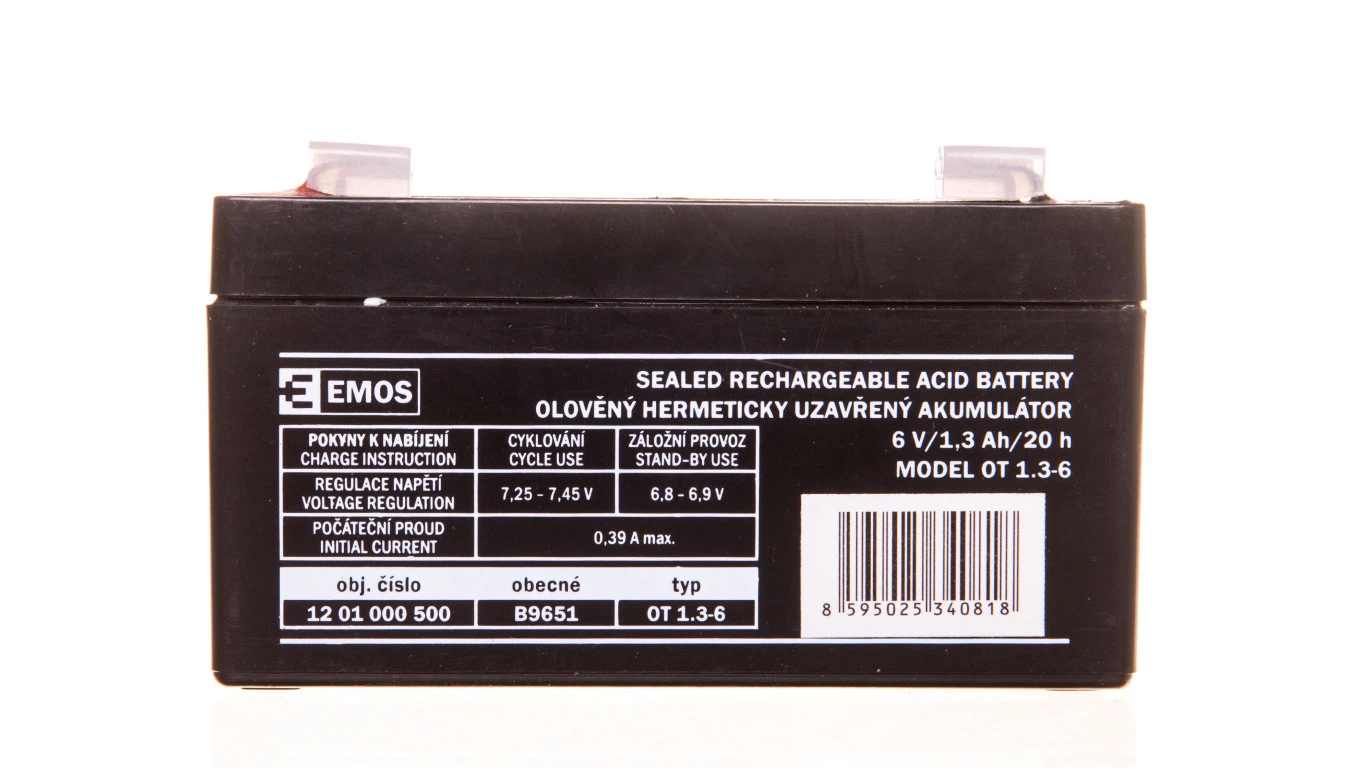 EMOS
SEALED RECHARGEABLE ACID BATTERY
OLOVĚNÝ HERMETICKY UZAVŘENÝ AKUMULÁTOR
6 V/1,3 Ah/20 h
MODEL OT 1.3-6
POKYNY K NABÍJENÍ
CHARGE INSTRUCTION
CYKLOVÁNÍ
CYCLE USE
ZÁLOŽNÍ PROVOZ
STAND-BY USE
REGULACE NAPĚTÍ
VOLTAGE REGULATION
7,25 - 7,45 V
6,8 - 6,9 V
POČÁTEČNÍ PROUD
INITIAL CURRENT
0,39 A max.
obj. číslo
obecné
typ
12 01 000 500
B9651
OT 1.3-6
8 595025 340818